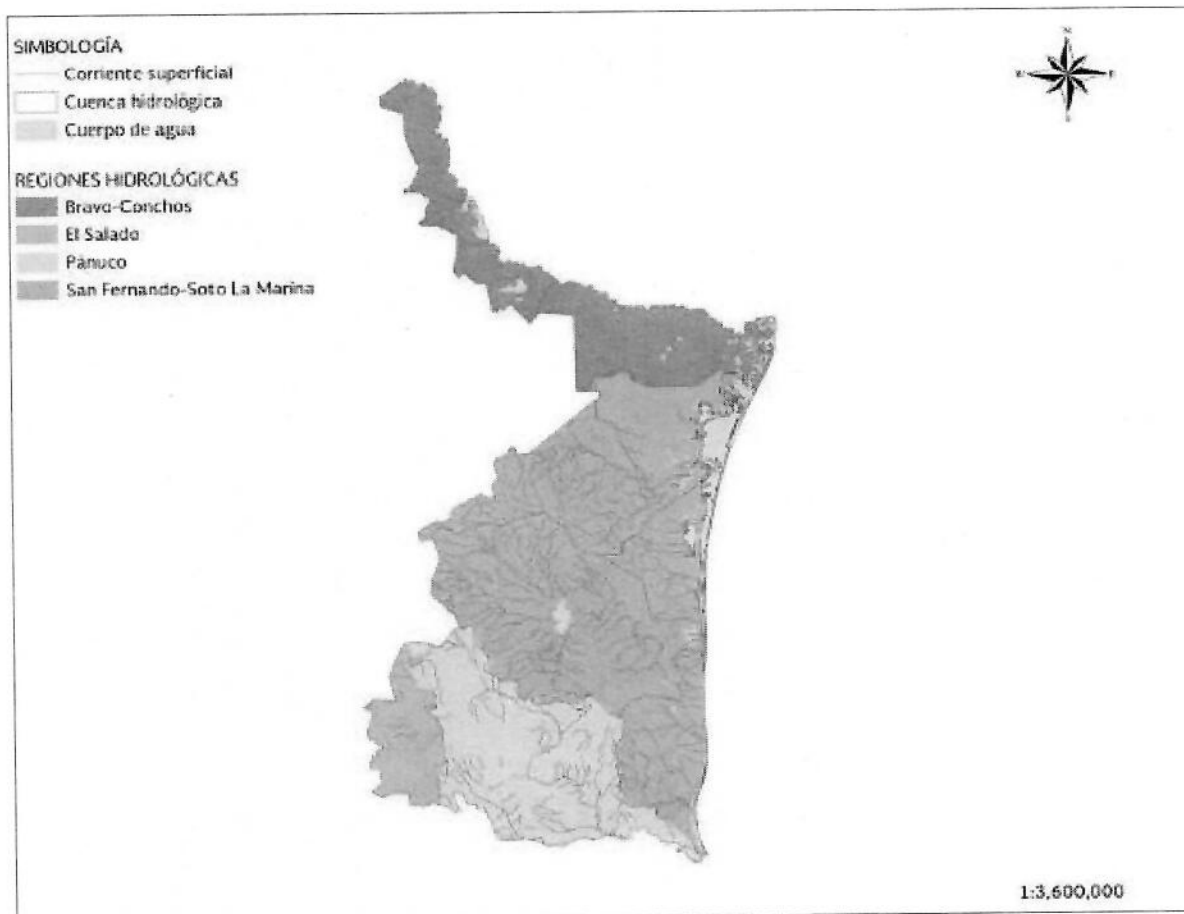 SIMBOLOGÍA
Corriente superficial
Cuenca hidrológica
Cuerpo de agua
REGIONES HIDROLÓGICAS
Bravo-Conchos
El Salado
Pánuco
San Fernando-Soto La Marina
N
W
E
S
1:3,600,000